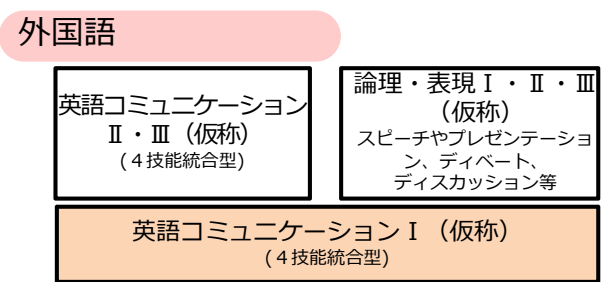 外国語
英語コミュニケーション
Ⅱ・Ⅲ（仮称）
(４技能統合型)
論理・表現Ⅰ・Ⅱ・Ⅲ
（仮称）
スピーチやプレゼンテーショ
ン、ディベート、
ディスカッション等
英語コミュニケーションⅠ（仮称）
(４技能統合型)